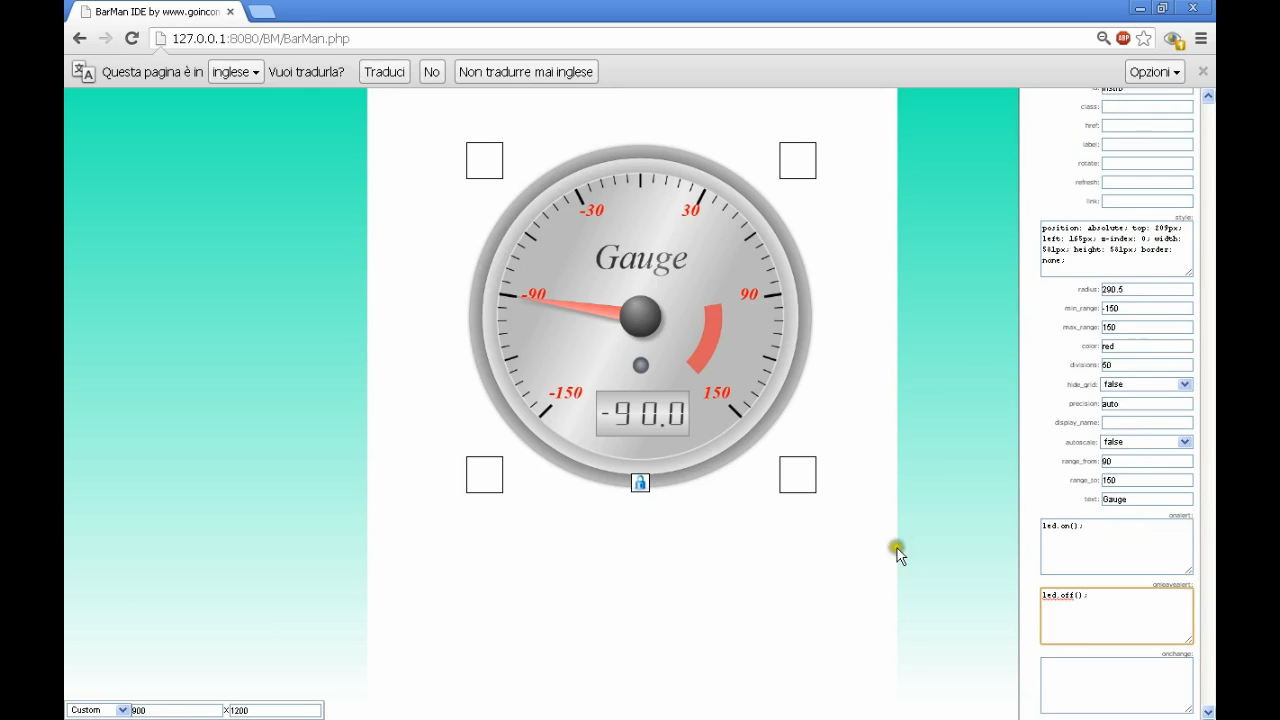 BarMan IDE by www.goincon
127.0.0.1:8080/BM/BarMan.php
Questa pagina è in inglese Vuoi tradurla? Traduci No Non tradurre mai inglese Opzioni
class:
href:
label:
rotate:
refresh:
link:
style:
position: absolute; top: 209px;
left: 165px; z-index: 0; width:
581px; height: 581px; border:
none;
radius: 290.5
min_range: -150
max_range: 150
color: red
divisions: 50
hide_grid: false
precision: auto
display_name:
autoscale: false
range_from: 90
range_to: 150
text: Gauge
onalert:
led.on();
onleavealert:
led.off();
onchange:
-30 30
Gauge
-90 90
-150 150
-90.0
Custom 900 X 1200
ABP